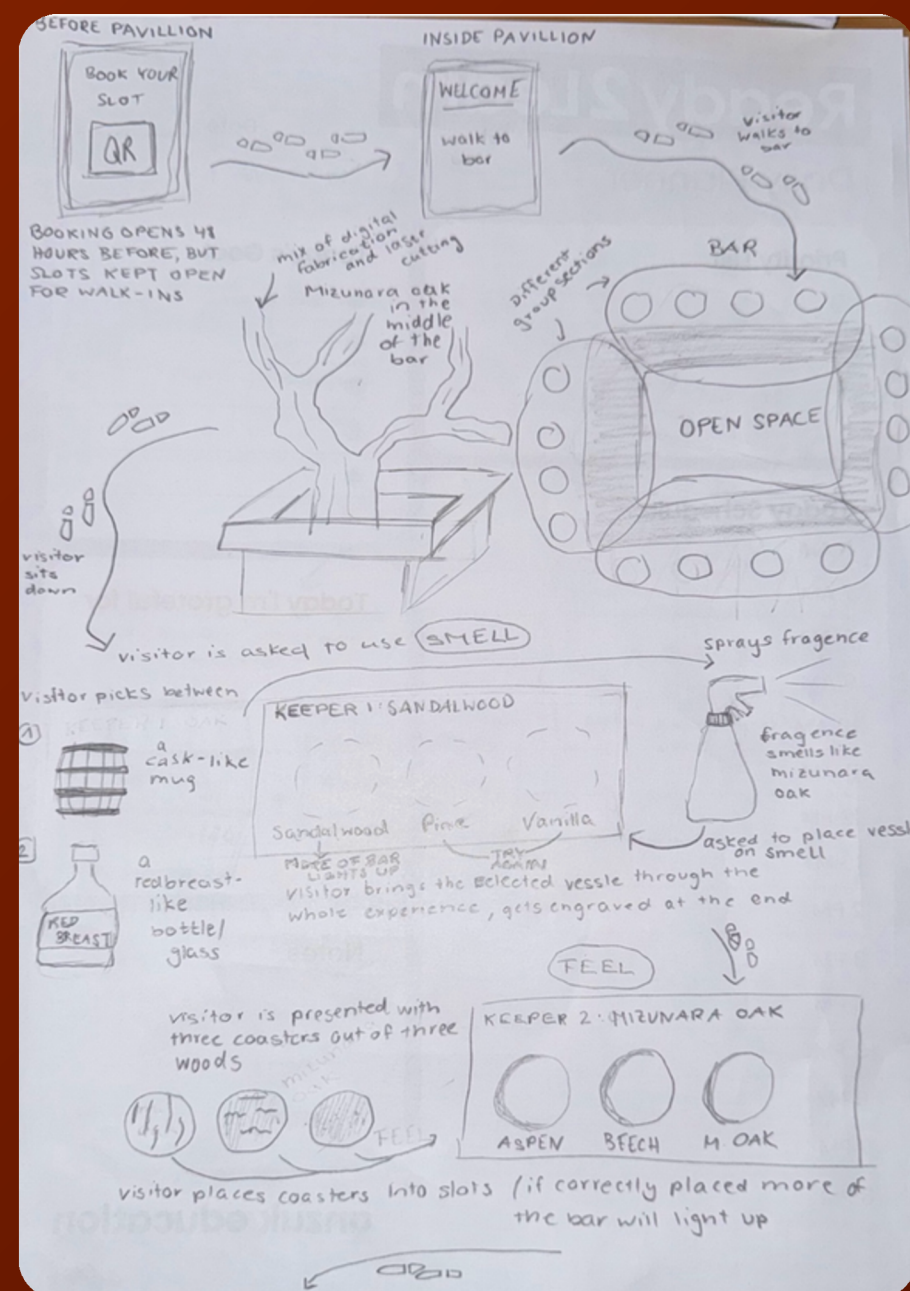 BEFORE PAVILLION
BOOK YOUR
SLOT
QR
BOOKING OPENS 48
HOURS BEFORE, BUT
SLOTS KEPT OPEN
FOR WALK-INS
INSIDE PAVILLION
WELCOME
walk to
bar
visitor
walks to
bar
mix of digital
fabrication
and laser
cutting
Mizunara oak
in the
middle
of the
bar
Different
group sections
BAR
OPEN SPACE
visitor
sits
down
visitor is asked to use SMELL
visitor picks between
1
a
cask-like
mug
2
a
redbreast-
like
bottle/
glass
RED
BREAST
KEEPER 1: SANDALWOOD
Sandalwood Pine Vanilla
MORE OF BAR
LIGHTS UP
TRY
AGAIN
sprays fragence
fragence
smells like
mizunara
oak
asked to place vessl
on smell
visitor brings the selected vessle through the
whole experience, gets engraved at the end
FEEL
visitor is presented with
three coasters out of three
woods
FEEL
KEEPER 2: MIZUNARA OAK
ASPEN BEECH M. OAK
visitor places coasters into slots / if correctly placed more of
the bar will light up